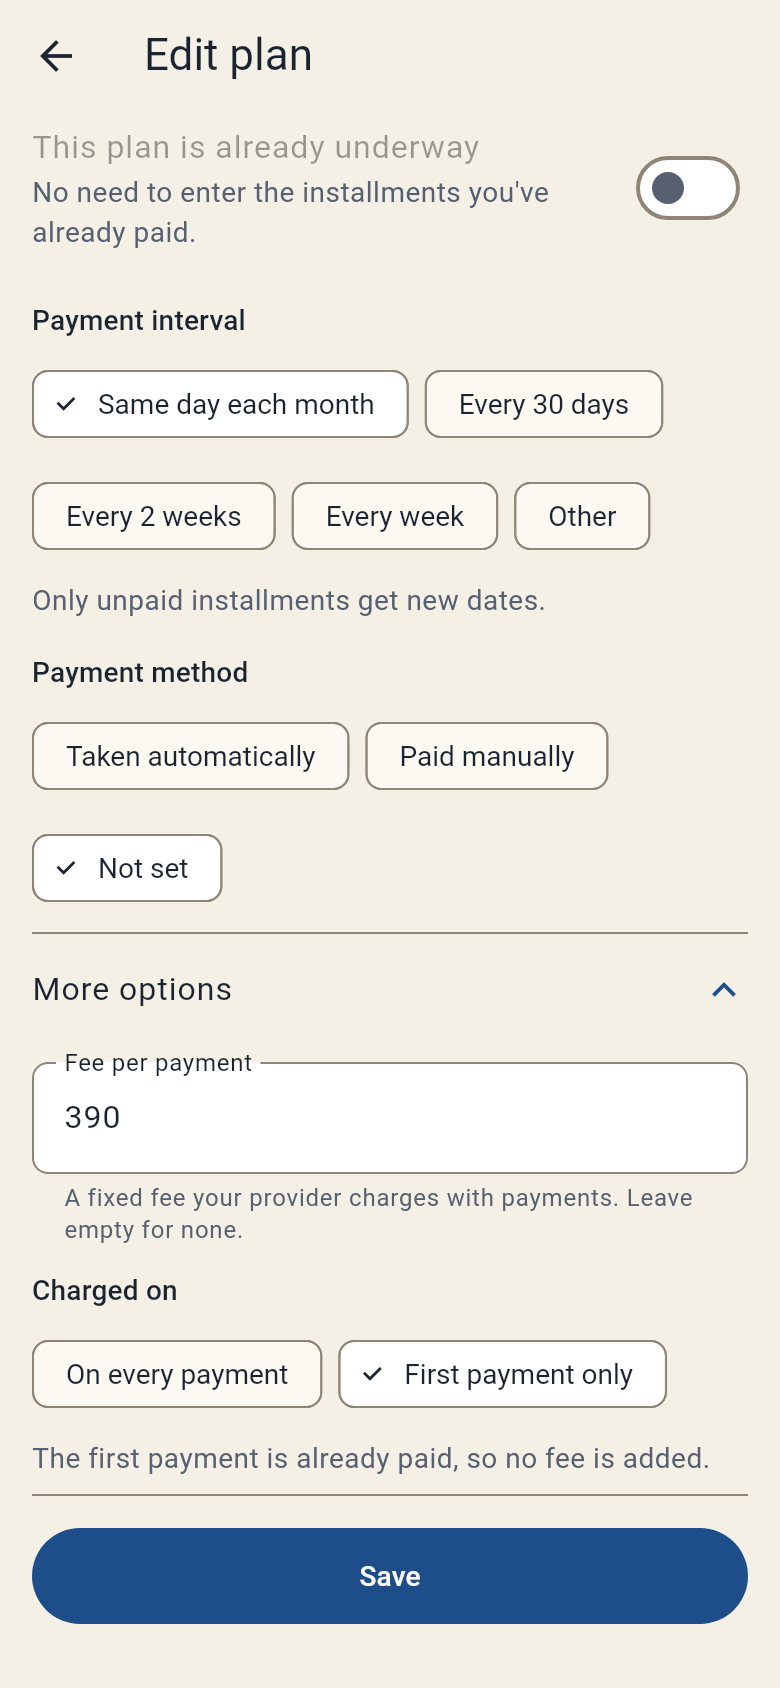 Edit plan
This plan is already underway
No need to enter the installments you've
already paid.
Payment interval
Same day each month
Every 30 days
Every 2 weeks
Every week
Other
Only unpaid installments get new dates.
Payment method
Taken automatically
Paid manually
Not set
More options
Fee per payment
390
A fixed fee your provider charges with payments. Leave
empty for none.
Charged on
On every payment
First payment only
The first payment is already paid, so no fee is added.
Save